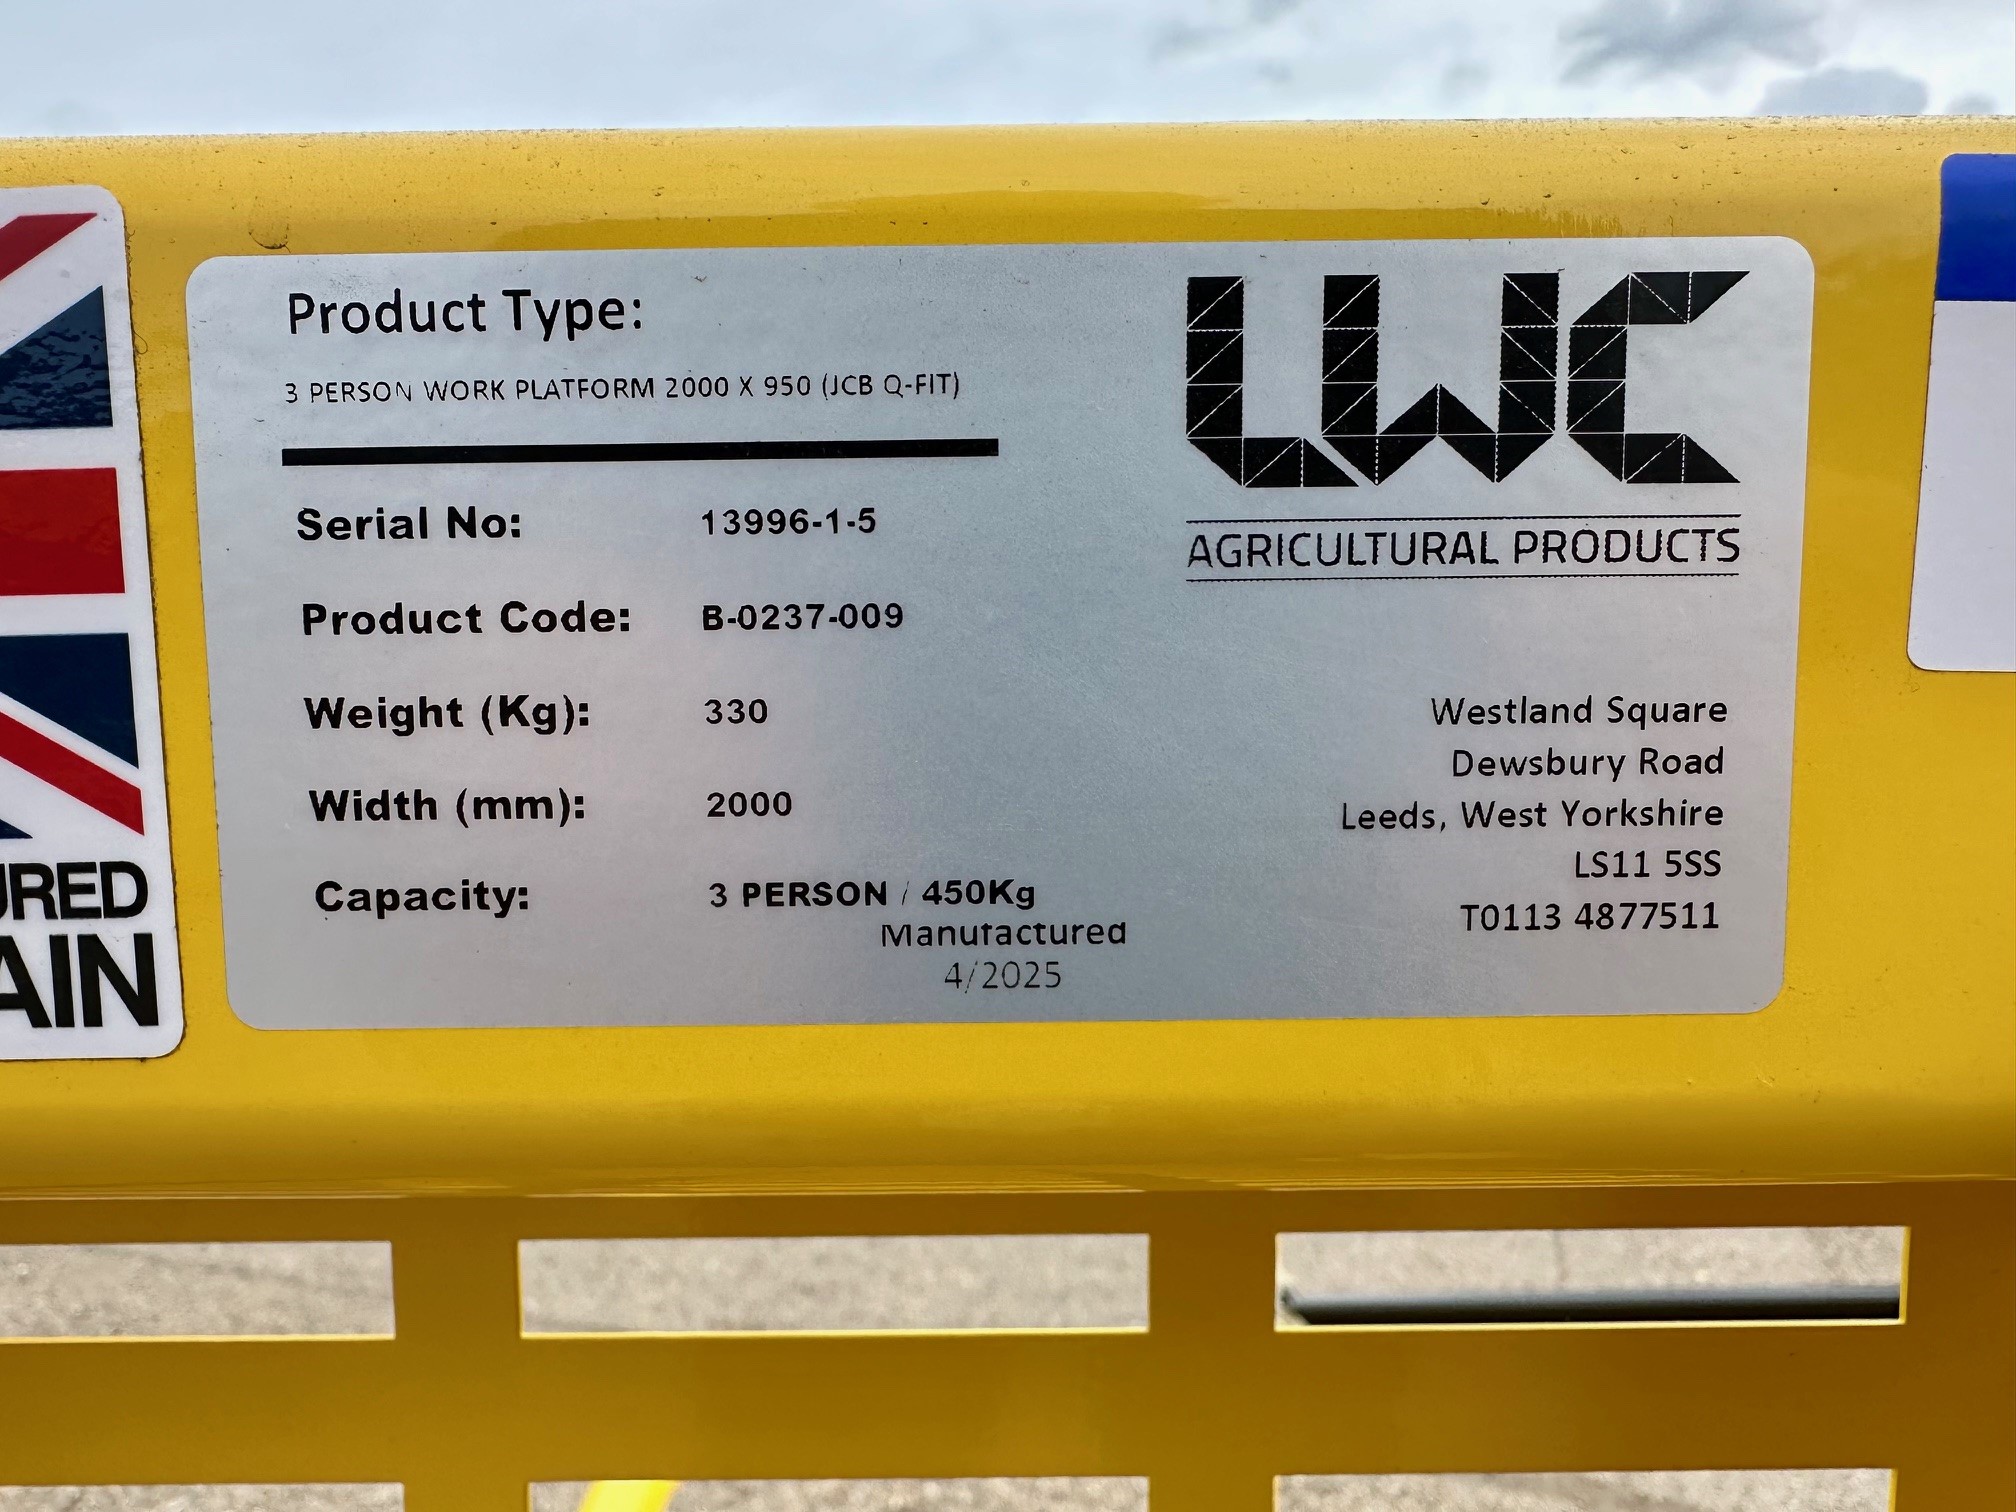 Product Type:
3 PERSON WORK PLATFORM 2000 X 950 (JCB Q-FIT)
Serial No: 13996-1-5
Product Code: B-0237-009
Weight (Kg): 330
Width (mm): 2000
Capacity: 3 PERSON / 450Kg
Manufactured
4/2025
LWC
AGRICULTURAL PRODUCTS
Westland Square
Dewsbury Road
Leeds, West Yorkshire
LS11 5SS
T0113 4877511
URED
AIN